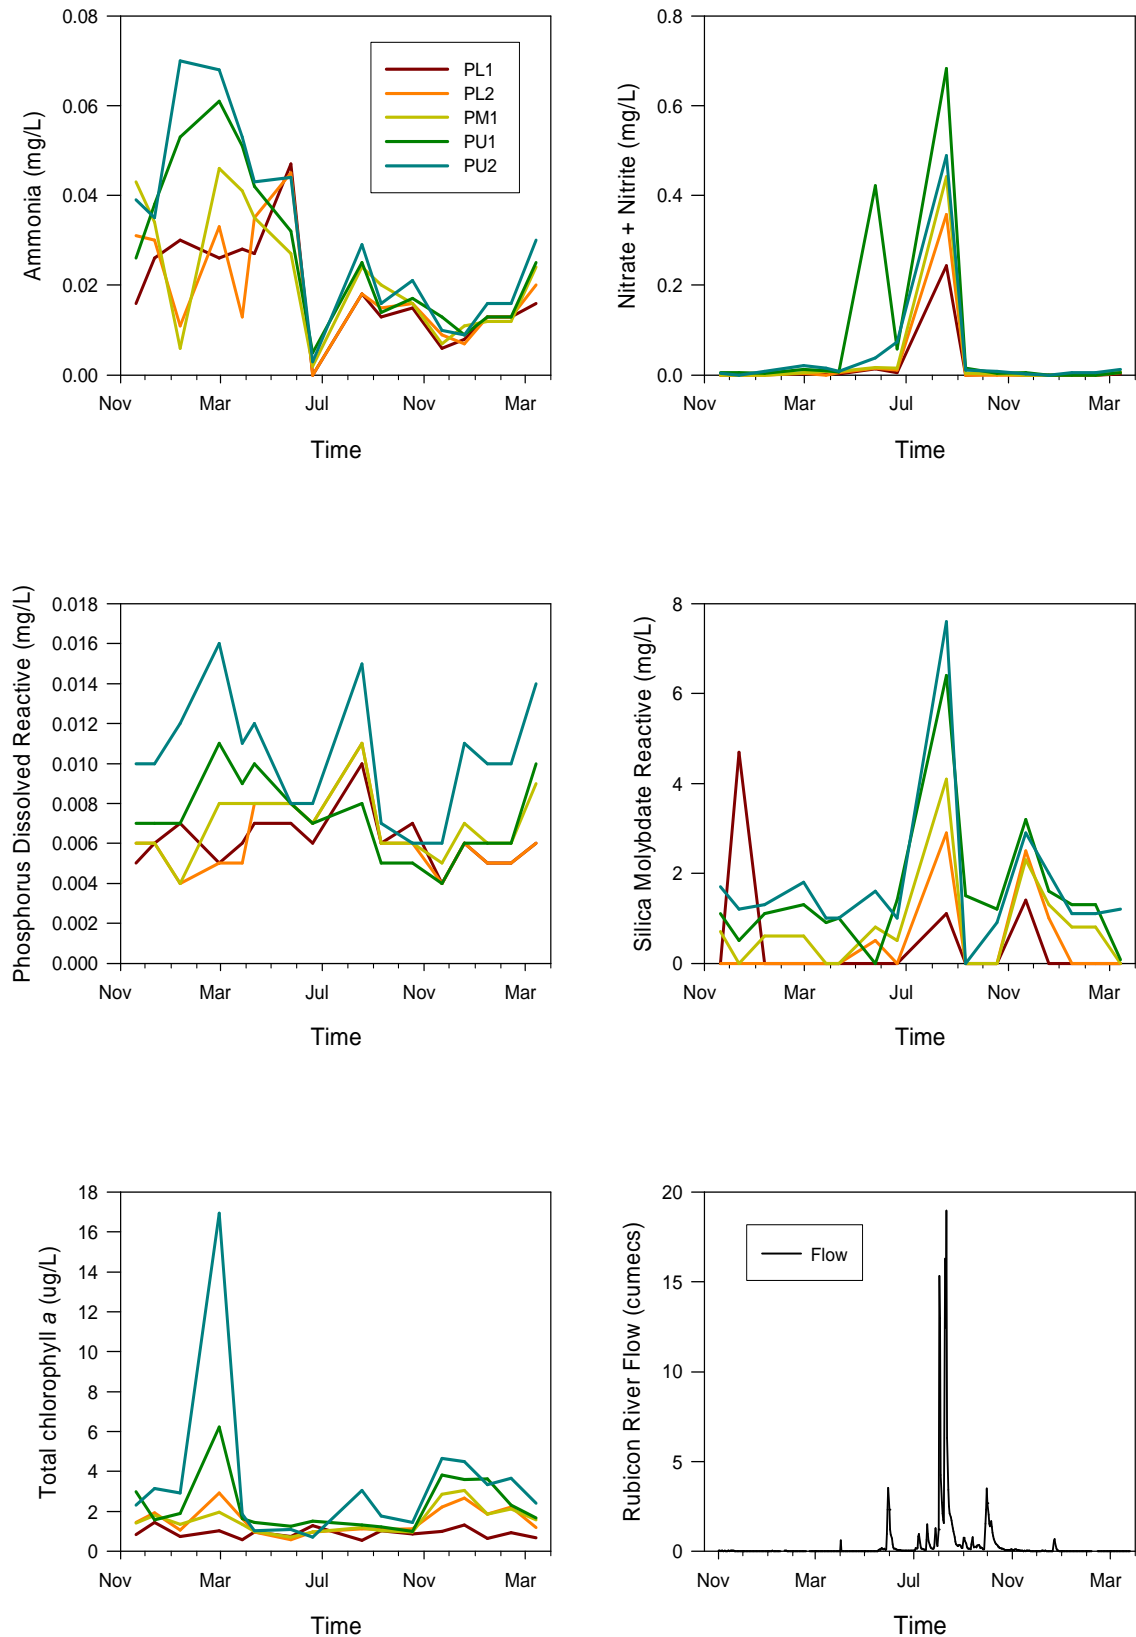 Ammonia (mg/L)
0.08
0.06
0.04
0.02
0.00
PL1
PL2
PM1
PU1
PU2
Nov Mar Jul Nov Mar
Time
Nitrate + Nitrite (mg/L)
0.8
0.6
0.4
0.2
0.0
Nov Mar Jul Nov Mar
Time
Phosphorus Dissolved Reactive (mg/L)
0.018
0.016
0.014
0.012
0.010
0.008
0.006
0.004
0.002
0.000
Nov Mar Jul Nov Mar
Time
Silica Molybdate Reactive (mg/L)
8
6
4
2
0
Nov Mar Jul Nov Mar
Time
Total chlorophyll a (ug/L)
18
16
14
12
10
8
6
4
2
0
Nov Mar Jul Nov Mar
Time
Rubicon River Flow (cumecs)
20
15
10
5
0
Flow
Nov Mar Jul Nov Mar
Time